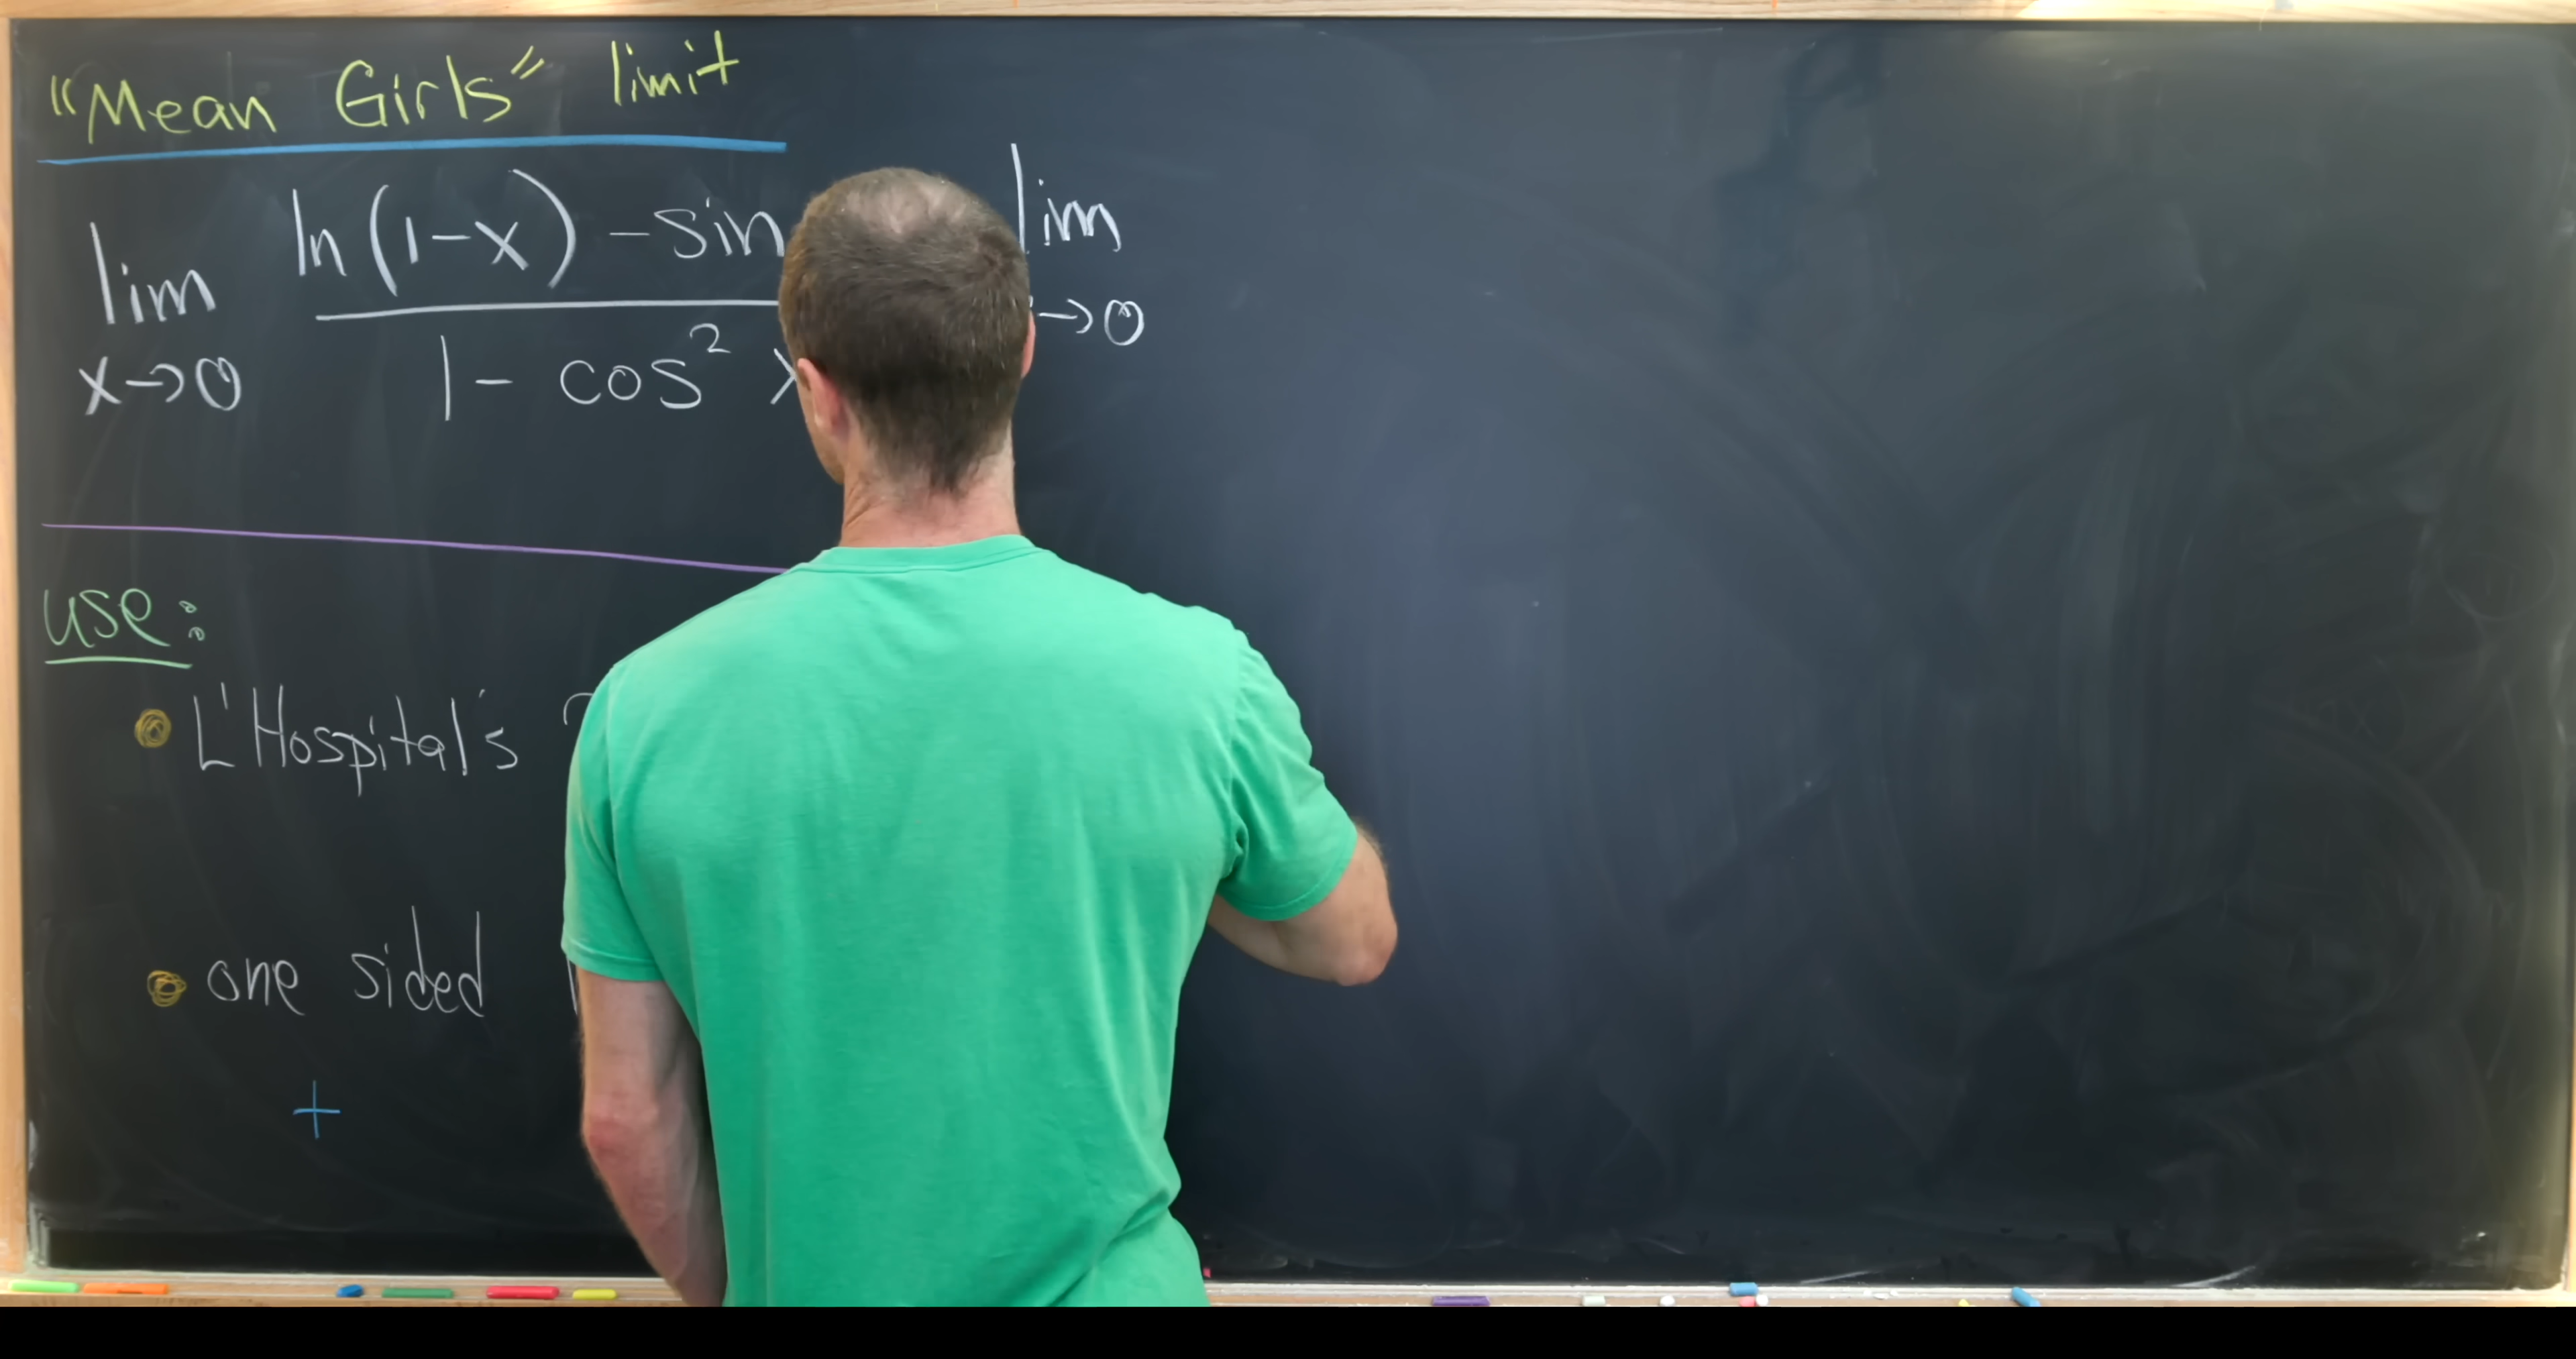 "Mean Girls" limit
lim ln(1-x) - sin
x→0 1 - cos² x
lim
→0
use:
L'Hospital's
one sided
+